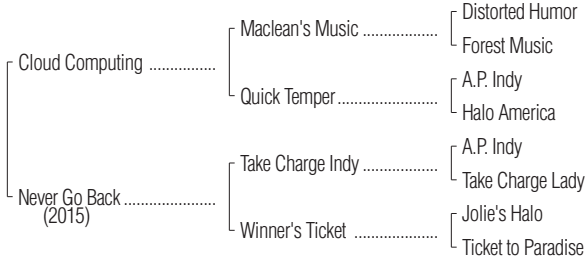 Distorted Humor
Maclean's Music ..................
Forest Music
Cloud Computing ................
A.P. Indy
Quick Temper........................
Halo America
A.P. Indy
Take Charge Indy ..................
Take Charge Lady
Never Go Back ......................
(2015)
Jolie's Halo
Winner's Ticket ....................
Ticket to Paradise